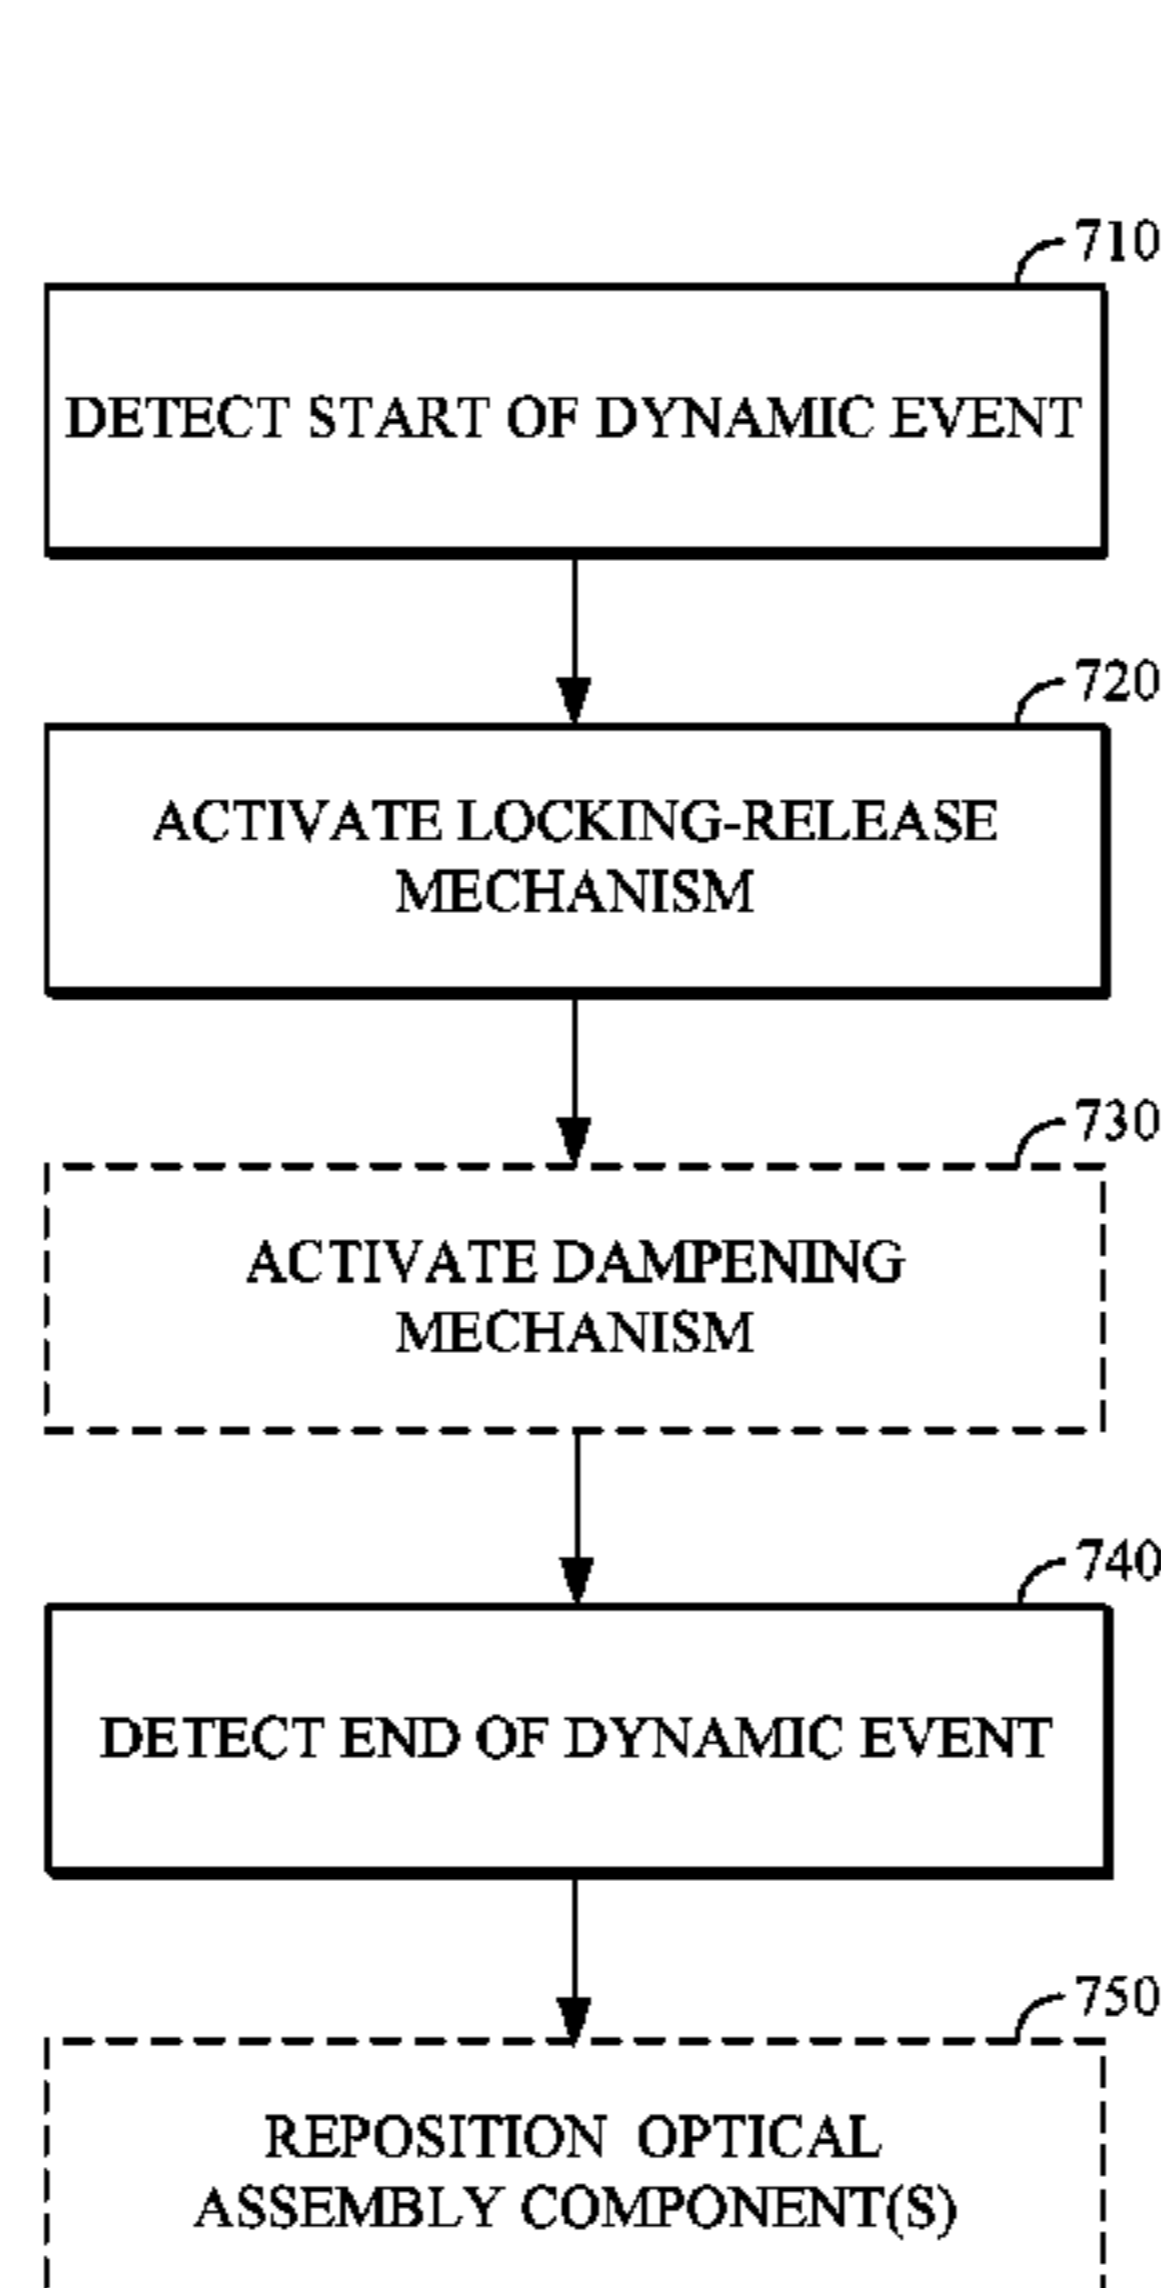 710
DETECT START OF DYNAMIC EVENT
720
ACTIVATE LOCKING-RELEASE
MECHANISM
730
ACTIVATE DAMPENING
MECHANISM
740
DETECT END OF DYNAMIC EVENT
750
REPOSITION OPTICAL
ASSEMBLY COMPONENT(S)